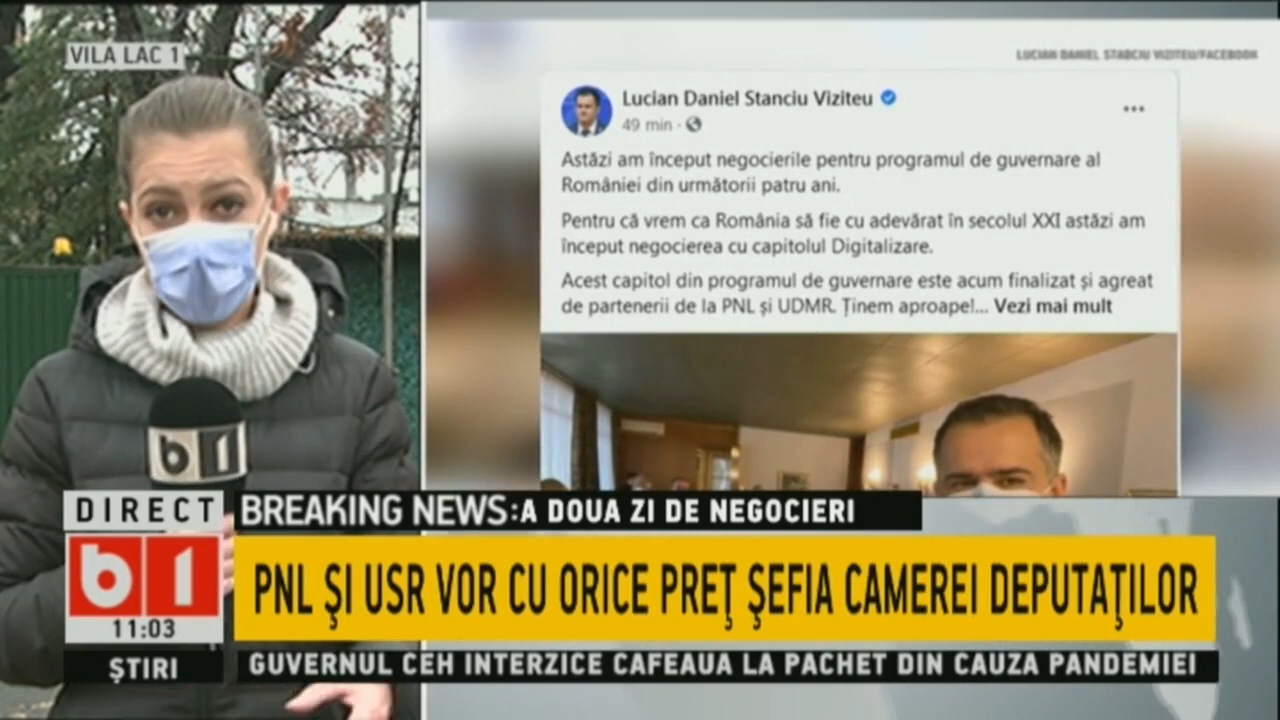 VILA LAC 1
LUCIAN DANIEL STANCIU VIZITEU/FACEBOOK
Lucian Daniel Stanciu Viziteu
49 min ·
Astăzi am început negocierile pentru programul de guvernare al
României din următorii patru ani.
Pentru că vrem ca România să fie cu adevărat în secolul XXI astăzi am
început negocierea cu capitolul Digitalizare.
Acest capitol din programul de guvernare este acum finalizat și agreat
de partenerii de la PNL și UDMR. Ținem aproape!... Vezi mai mult
b1
DIRECT
BREAKING NEWS:A DOUA ZI DE NEGOCIERI
b1
PNL ŞI USR VOR CU ORICE PREŢ ŞEFIA CAMEREI DEPUTAŢILOR
11:03
ŞTIRI
GUVERNUL CEH INTERZICE CAFEAUA LA PACHET DIN CAUZA PANDEMIEI